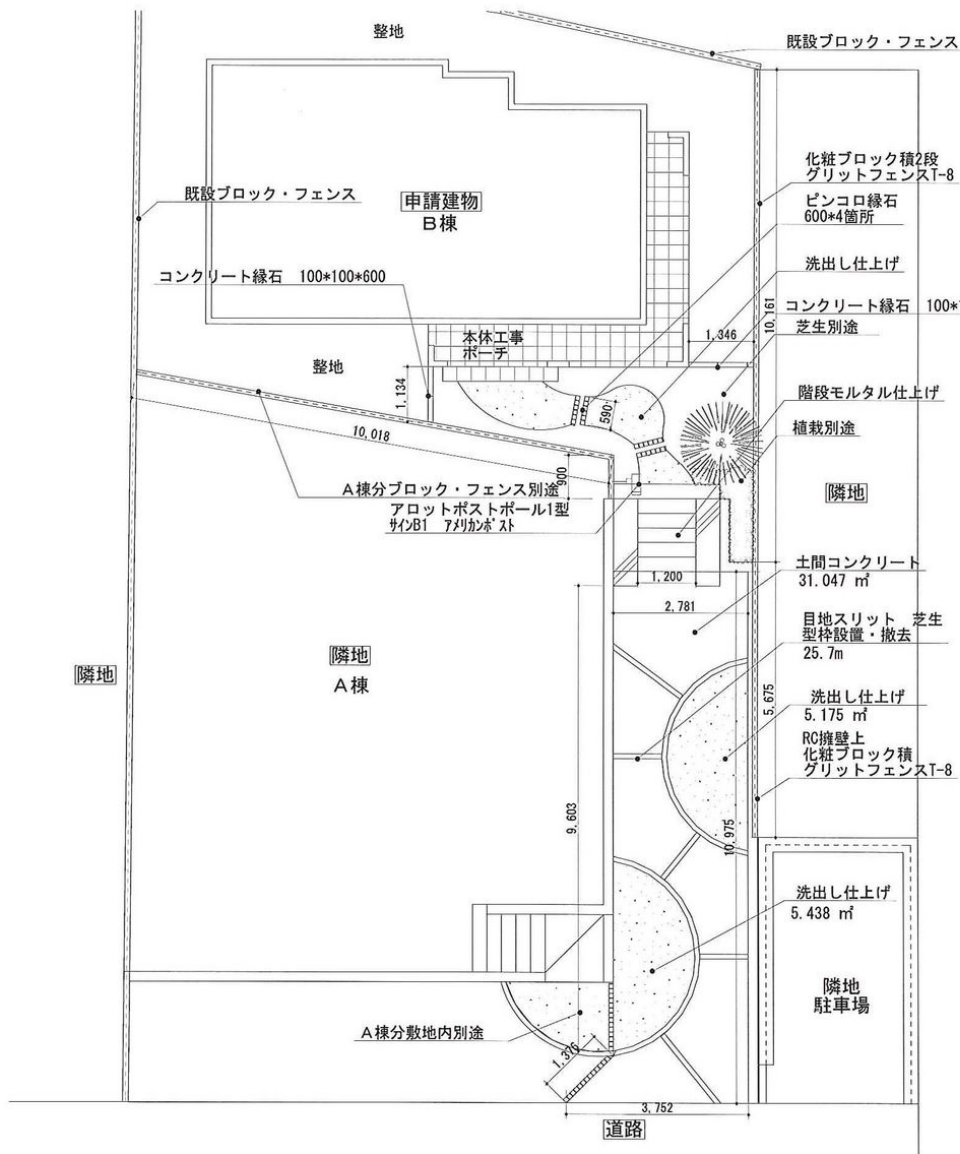 整地
既設ブロック・フェンス
化粧ブロック積2段
グリットフェンスT-8
既設ブロック・フェンス
申請建物
B棟
ピンコロ縁石
600*4箇所
洗出し仕上げ
コンクリート縁石 100*100*600
コンクリート縁石 100*
10,161
本体工事
ポーチ
1,346
芝生別途
整地
1,134
590
階段モルタル仕上げ
植栽別途
10,018
900
A棟分ブロック・フェンス別途
アロットポストポール1型
サインB1 アメリカンポスト
隣地
土間コンクリート
31.047 ㎡
1,200
2,781
目地スリット 芝生
型枠設置・撤去
25.7m
隣地
隣地
A棟
5,675
洗出し仕上げ
5.175 ㎡
RC擁壁上
化粧ブロック積
グリットフェンスT-8
9,603
10,975
洗出し仕上げ
5.438 ㎡
隣地
駐車場
A棟分敷地内別途
1,376
3,752
道路